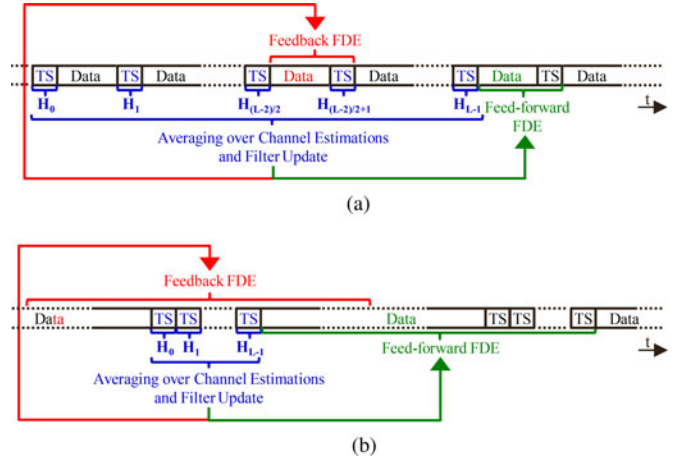 Feedback FDE
TS Data TS Data TS Data TS Data TS Data TS Data
H0 H1 H(L-2)/2 H(L-2)/2+1 HL-1 Feed-forward FDE t
Averaging over Channel Estimations
and Filter Update
(a)
Feedback FDE
Data TS TS TS Data TS TS TS Data
H0 H1 HL-1 Feed-forward FDE t
Averaging over Channel Estimations
and Filter Update
(b)